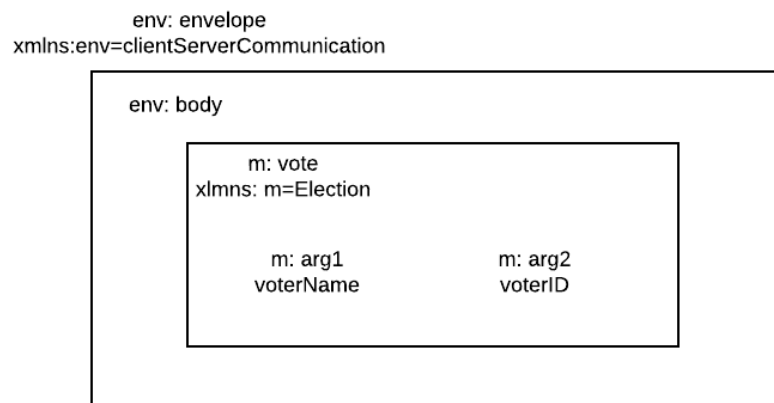 env: envelope
xmlns:env=clientServerCommunication
env: body
m: vote
xlmns: m=Election
m: arg1 m: arg2
voterName voterID